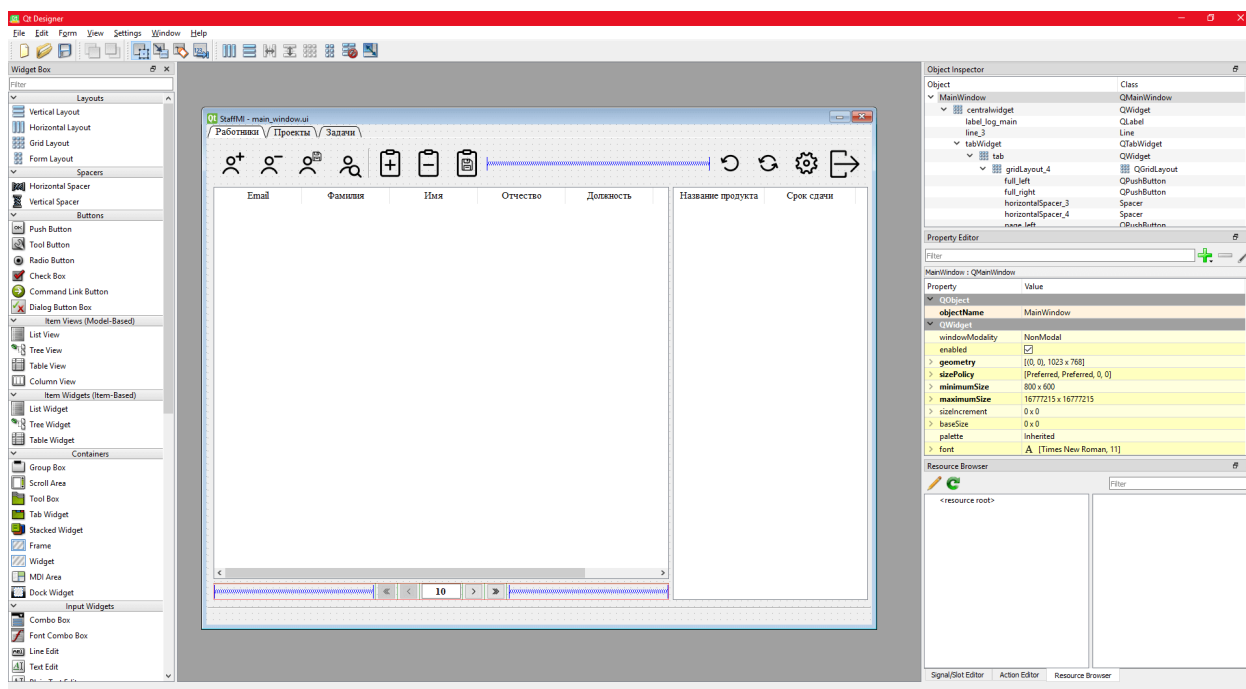 Qt Designer
File Edit Form View Settings Window Help
Widget Box
Filter
Layouts
Vertical Layout
Horizontal Layout
Grid Layout
Form Layout
Spacers
Horizontal Spacer
Vertical Spacer
Buttons
Push Button
Tool Button
Radio Button
Check Box
Command Link Button
Dialog Button Box
Item Views (Model-Based)
List View
Tree View
Table View
Column View
Item Widgets (Item-Based)
List Widget
Tree Widget
Table Widget
Containers
Group Box
Scroll Area
Tool Box
Tab Widget
Stacked Widget
Frame
Widget
MDI Area
Dock Widget
Input Widgets
Combo Box
Font Combo Box
Line Edit
Text Edit
StaffMI - main_window.ui
Работники Проекты Задачи
Email Фамилия Имя Отчество Должность Название продукта Срок сдачи
10
Object Inspector
Object Class
MainWindow QMainWindow
centralwidget QWidget
label_log_main QLabel
line_3 Line
tabWidget QTabWidget
tab QWidget
gridLayout_4 QGridLayout
full_left QPushButton
full_right QPushButton
horizontalSpacer_3 Spacer
horizontalSpacer_4 Spacer
page_left QPushButton
Property Editor
Filter
MainWindow : QMainWindow
Property Value
QObject
objectName MainWindow
QWidget
windowModality NonModal
enabled
geometry [(0, 0), 1023 x 768]
sizePolicy [Preferred, Preferred, 0, 0]
minimumSize 800 x 600
maximumSize 16777215 x 16777215
sizeIncrement 0 x 0
baseSize 0 x 0
palette Inherited
font A [Times New Roman, 11]
Resource Browser
Filter
<resource root>
Signal/Slot Editor Action Editor Resource Browser